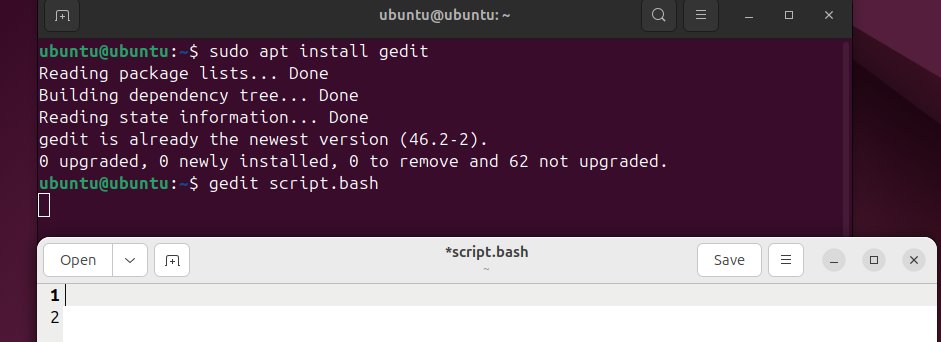 ubuntu@ubuntu: ~
ubuntu@ubuntu:~$ sudo apt install gedit
Reading package lists... Done
Building dependency tree... Done
Reading state information... Done
gedit is already the newest version (46.2-2).
0 upgraded, 0 newly installed, 0 to remove and 62 not upgraded.
ubuntu@ubuntu:~$ gedit script.bash
Open
*script.bash
~
Save
1
2